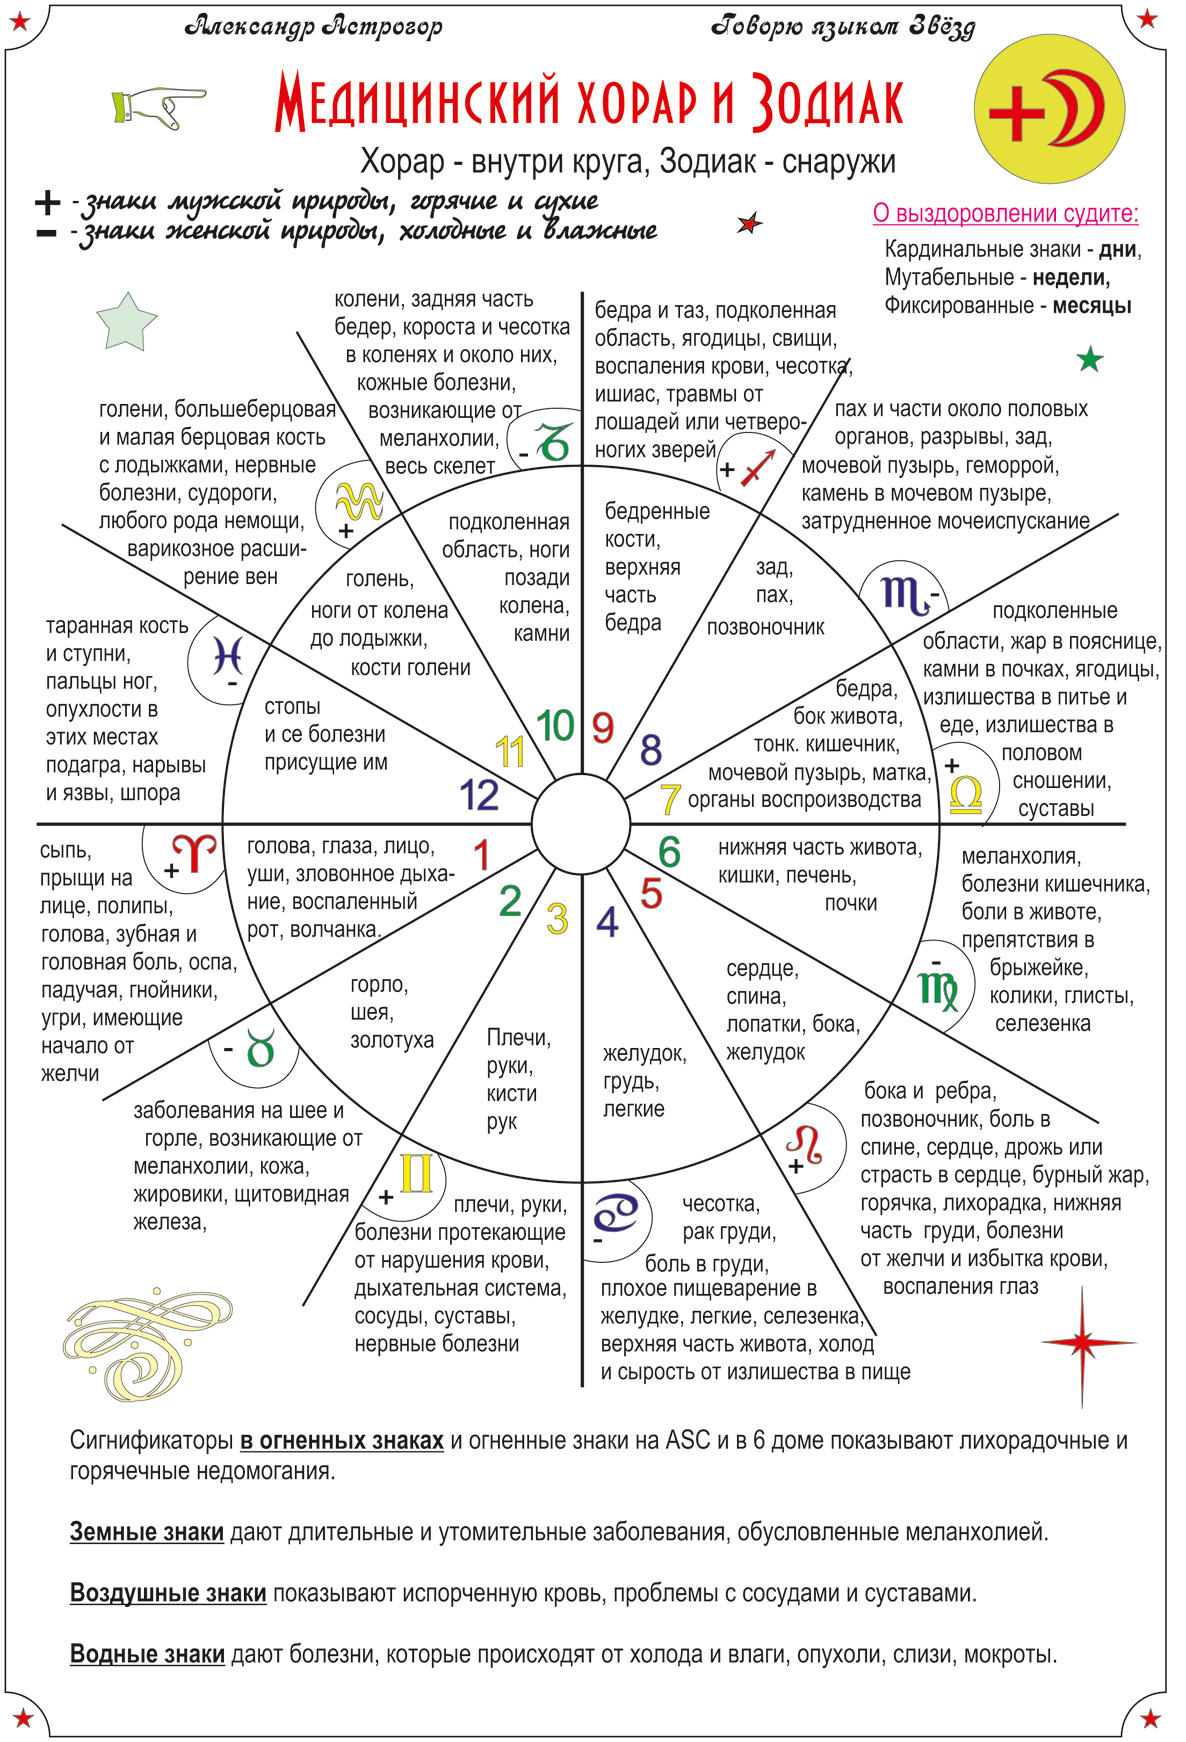 Александр Астрогор
Говорю языком Звёзд
Медицинский хорар и Зодиак
Хорар - внутри круга, Зодиак - снаружи
+ - знаки мужской природы, горячие и сухие
- - знаки женской природы, холодные и влажные
О выздоровлении судите:
Кардинальные знаки - дни,
Мутабельные - недели,
Фиксированные - месяцы
колени, задняя часть
бедер, короста и чесотка
в коленях и около них,
кожные болезни,
возникающие от
меланхолии,
весь скелет
- ♑
бедра и таз, подколенная
область, ягодицы, свищи,
воспаления крови, чесотка,
ишиас, травмы от
лошадей или четверо-
ногих зверей
+ ♐
голени, большеберцовая
и малая берцовая кость
с лодыжками, нервные
болезни, судороги,
любого рода немощи,
варикозное расши-
рение вен
♒ +
пах и части около половых
органов, разрывы, зад,
мочевой пузырь, геморрой,
камень в мочевом пузыре,
затрудненное мочеиспускание
♏ -
таранная кость
и ступни,
пальцы ног,
опухлости в
этих местах
подагра, нарывы
и язвы, шпора
♓ -
подколенные
области, жар в пояснице,
камни в почках, ягодицы,
излишества в питье и
еде, излишества в
половом
сношении,
суставы
+ ♎
подколенная
область, ноги
позади
колена,
камни
10
бедренные
кости,
верхняя
часть
бедра
9
голень,
ноги от колена
до лодыжки,
кости голени
11
зад,
пах,
позвоночник
8
стопы
и се болезни
присущие им
12
бедра,
бок живота,
тонк. кишечник,
мочевой пузырь, матка,
органы воспроизводства
7
голова, глаза, лицо,
уши, зловонное дыха-
ние, воспаленный
рот, волчанка.
1
нижняя часть живота,
кишки, печень,
почки
6
горло,
шея,
золотуха
2
сердце,
спина,
лопатки, бока,
желудок
5
Плечи,
руки,
кисти
рук
3
желудок,
грудь,
легкие
4
сыпь,
прыщи на
лице, полипы,
голова, зубная и
головная боль, оспа,
падучая, гнойники,
угри, имеющие
начало от
желчи
+ ♈
меланхолия,
болезни кишечника,
боли в животе,
препятствия в
брыжейке,
колики, глисты,
селезенка
- ♍
заболевания на шее и
горле, возникающие от
меланхолии, кожа,
жировики, щитовидная
железа,
- ♉
бока и ребра,
позвоночник, боль в
спине, сердце, дрожь или
страсть в сердце, бурный жар,
горячка, лихорадка, нижняя
часть груди, болезни
от желчи и избытка крови,
воспаления глаз
♌ +
плечи, руки,
болезни протекающие
от нарушения крови,
дыхательная система,
сосуды, суставы,
нервные болезни
+ ♊
чесотка,
рак груди,
боль в груди,
плохое пищеварение в
желудке, легкие, селезенка,
верхняя часть живота, холод
и сырость от излишества в пище
♋ -
Сигнификаторы в огненных знаках и огненные знаки на ASC и в 6 доме показывают лихорадочные и
горячечные недомогания.
Земные знаки дают длительные и утомительные заболевания, обусловленные меланхолией.
Воздушные знаки показывают испорченную кровь, проблемы с сосудами и суставами.
Водные знаки дают болезни, которые происходят от холода и влаги, опухоли, слизи, мокроты.